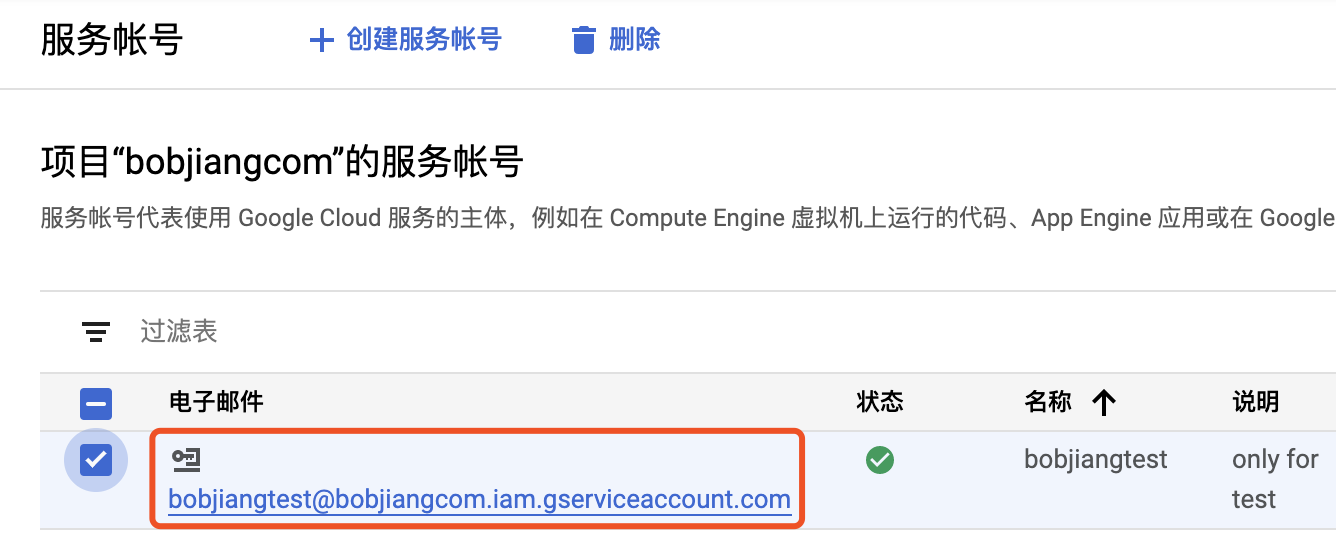 服务帐号 创建服务帐号 删除
项目“bobjiangcom”的服务帐号
服务帐号代表使用 Google Cloud 服务的主体，例如在 Compute Engine 虚拟机上运行的代码、App Engine 应用或在 Google
过滤表
电子邮件 状态 名称 说明
bobjiangtest@bobjiangcom.iam.gserviceaccount.com bobjiangtest only for
test